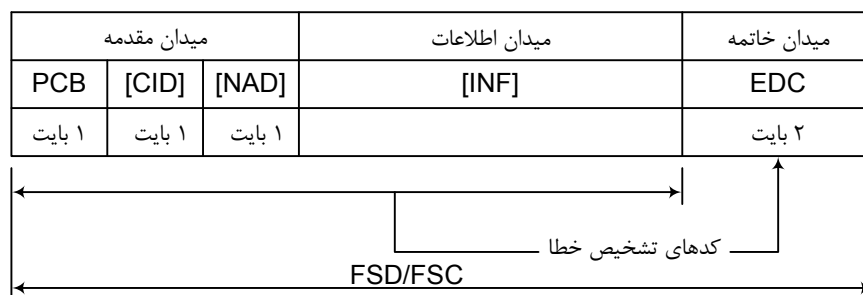 میدان مقدمه میدان اطلاعات میدان خاتمه
PCB [CID] [NAD] [INF] EDC
۱ بایت ۱ بایت ۱ بایت ۲ بایت
کدهای تشخیص خطا
FSD/FSC